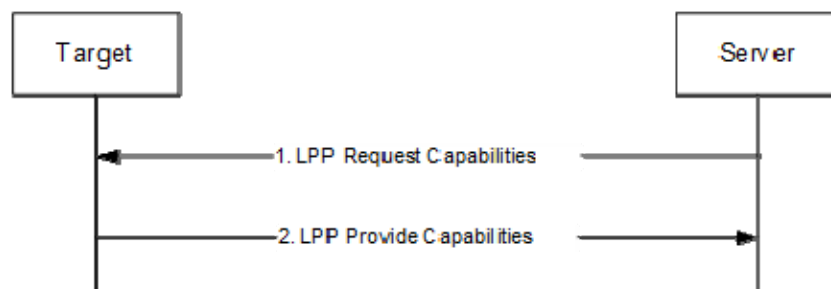 Target
Server
1. LPP Request Capabilities
2. LPP Provide Capabilities